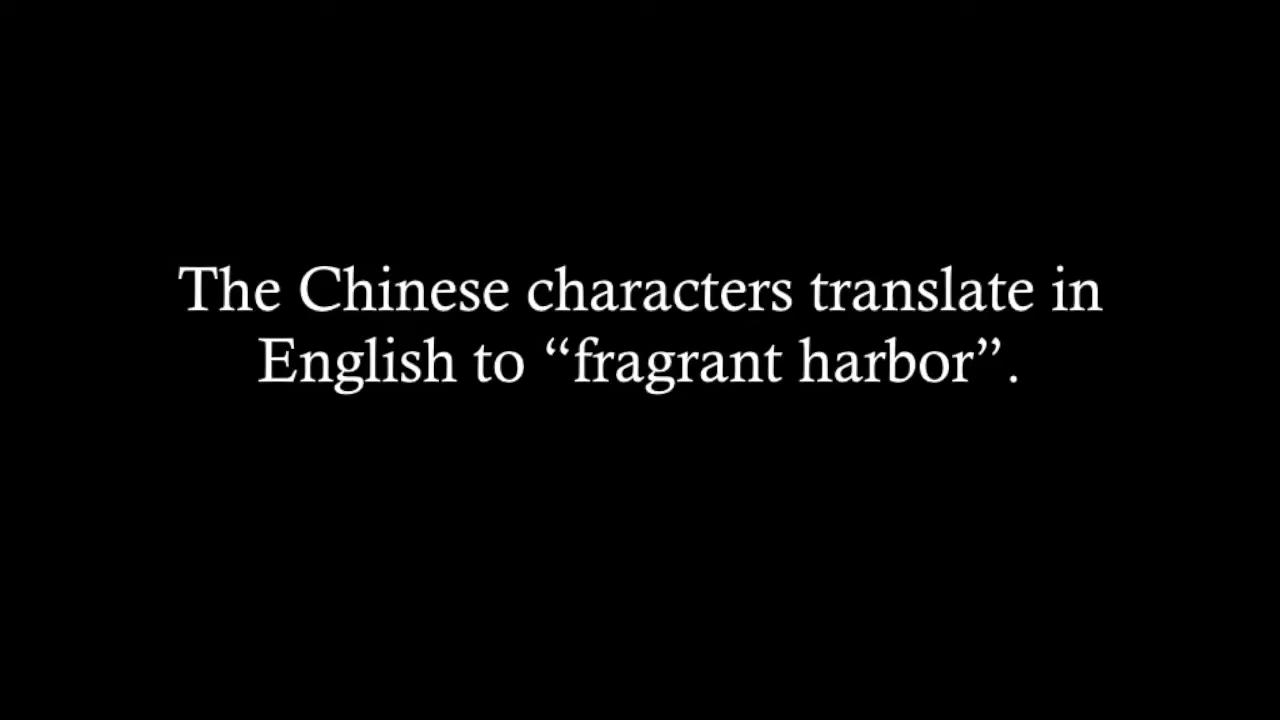 The Chinese characters translate in
English to “fragrant harbor”.